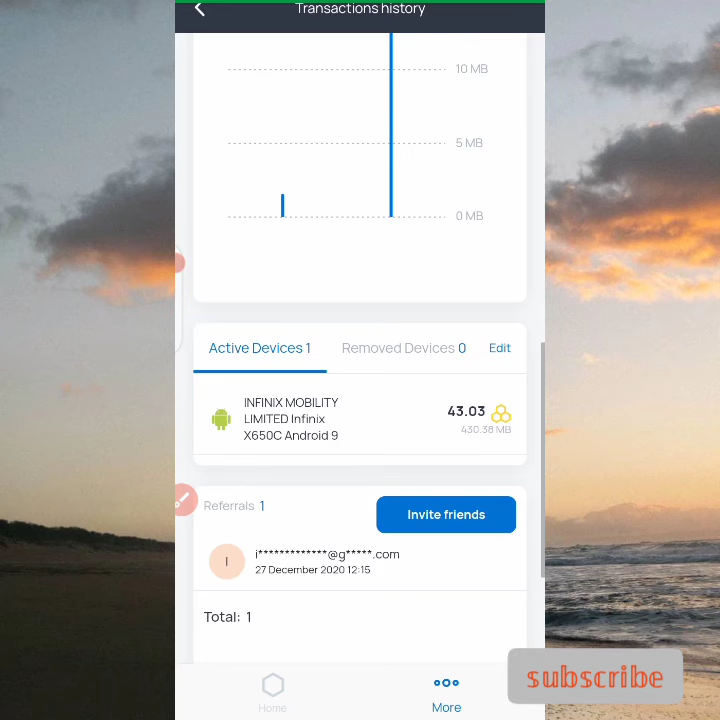 Transactions history
10 MB
5 MB
0 MB
Active Devices 1
Removed Devices 0
Edit
INFINIX MOBILITY
LIMITED Infinix
X650C Android 9
43.03
430.38 MB
Referrals 1
Invite friends
I
i*************@g*****.com
27 December 2020 12:15
Total: 1
Home
More
subscribe